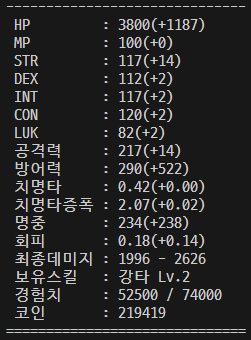 ------------------------------
HP : 3800(+1187)
MP : 100(+0)
STR : 117(+14)
DEX : 112(+2)
INT : 117(+2)
CON : 120(+2)
LUK : 82(+2)
공격력 : 217(+14)
방어력 : 290(+522)
치명타 : 0.42(+0.00)
치명타증폭 : 2.07(+0.02)
명중 : 234(+238)
회피 : 0.18(+0.14)
최종데미지 : 1996 - 2626
보유스킬 : 강타 Lv.2
경험치 : 52500 / 74000
코인 : 219419
==============================